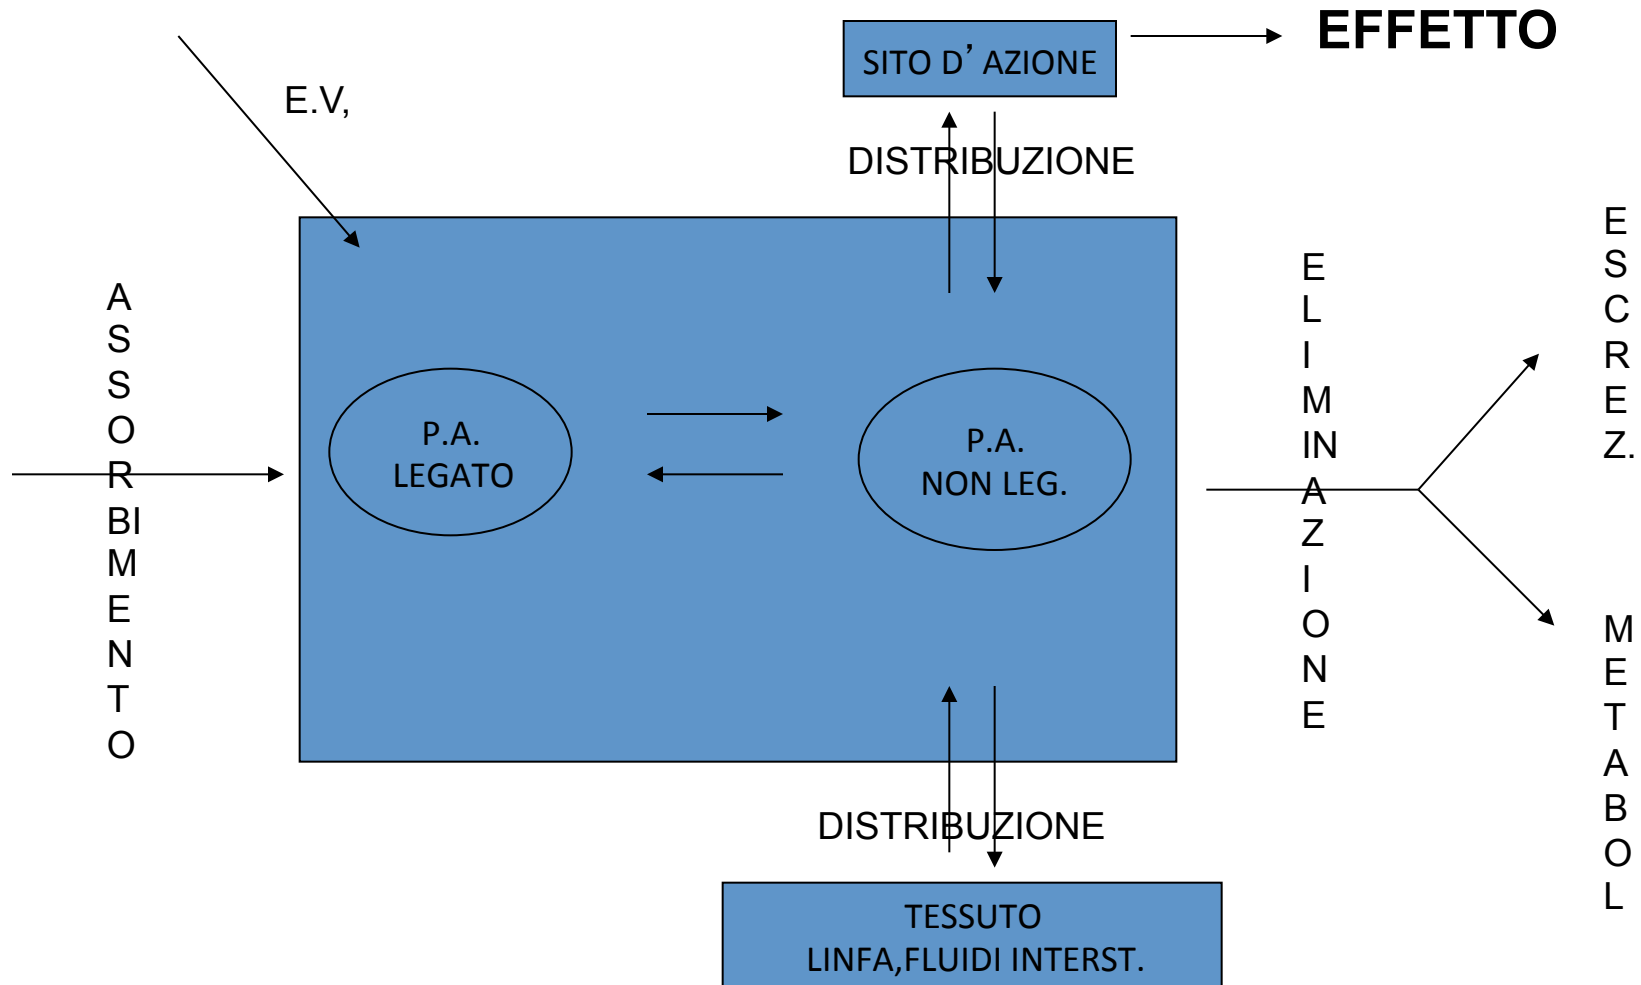 EFFETTO
SITO D’ AZIONE
E.V,
DISTRIBUZIONE
A
S
S
O
R
BI
M
E
N
T
O
P.A.
LEGATO
P.A.
NON LEG.
E
L
I
M
IN
A
Z
I
O
N
E
E
S
C
R
E
Z.
M
E
T
A
B
O
L
DISTRIBUZIONE
TESSUTO
LINFA,FLUIDI INTERST.